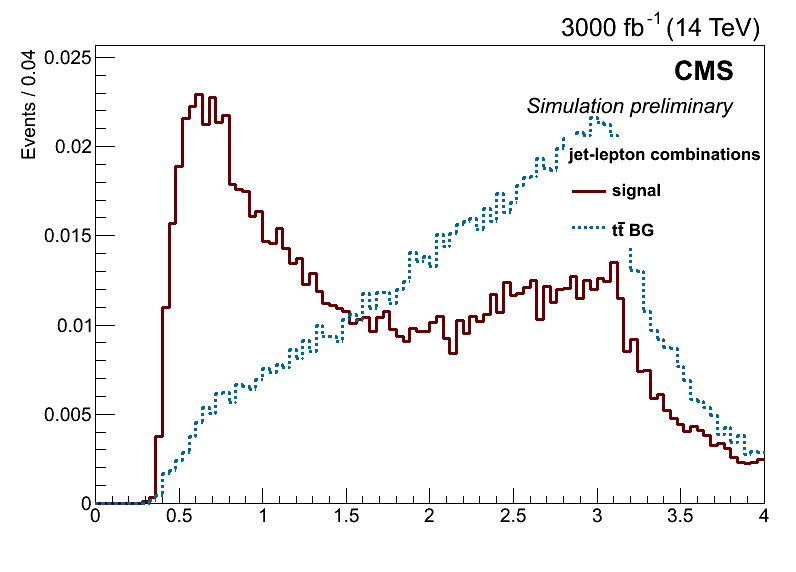 3000 fb-1 (14 TeV)
CMS
Simulation preliminary
jet-lepton combinations
signal
tt̄ BG
Events / 0.04
0.025
0.02
0.015
0.01
0.005
0
0 0.5 1 1.5 2 2.5 3 3.5 4